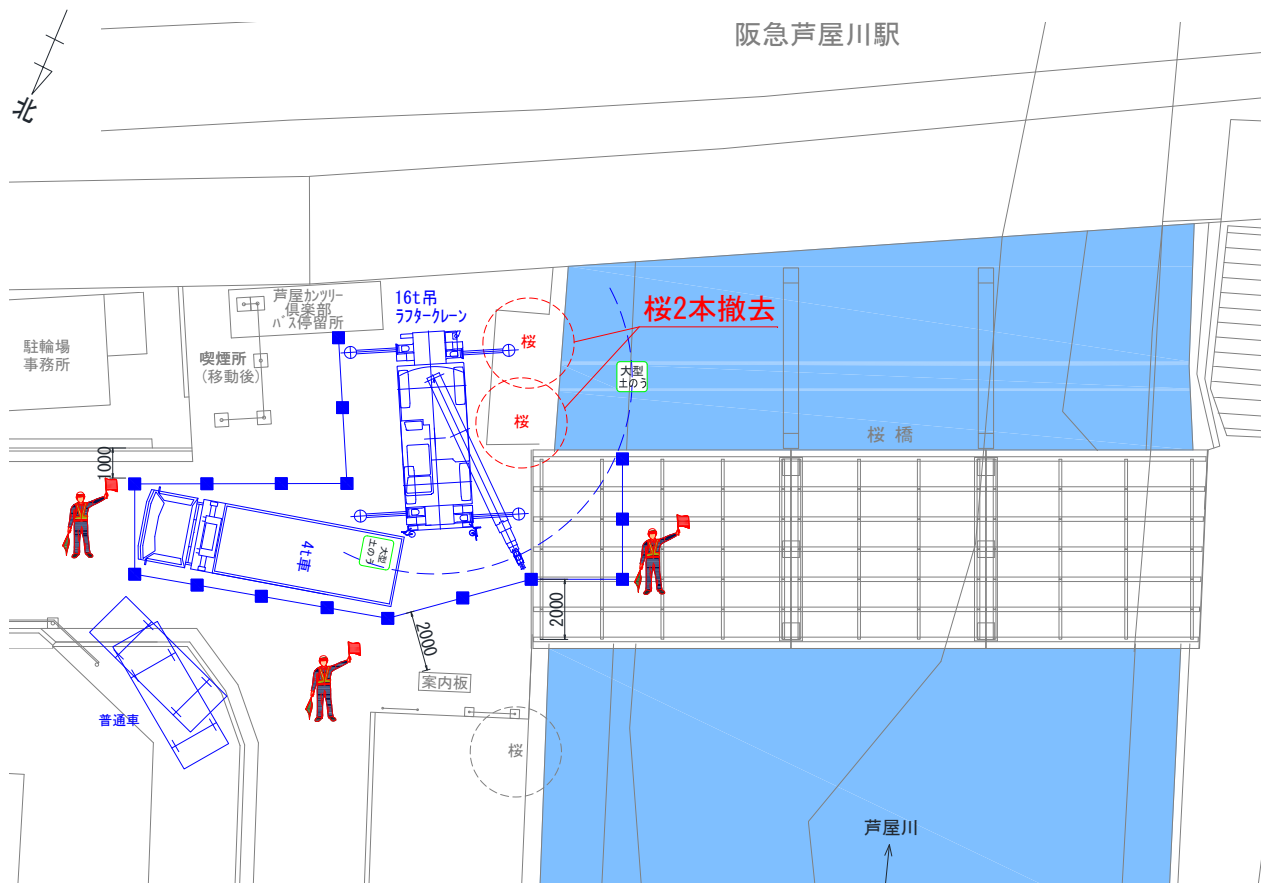 阪急芦屋川駅
北
芦屋カンツリー
倶楽部
バス停留所
16t吊
ラフタークレーン
桜2本撤去
桜
駐輪場
事務所
喫煙所
(移動後)
大型
土のう
桜
桜 橋
1000
4t車
大型
土のう
2000
2000
案内板
普通車
桜
芦屋川